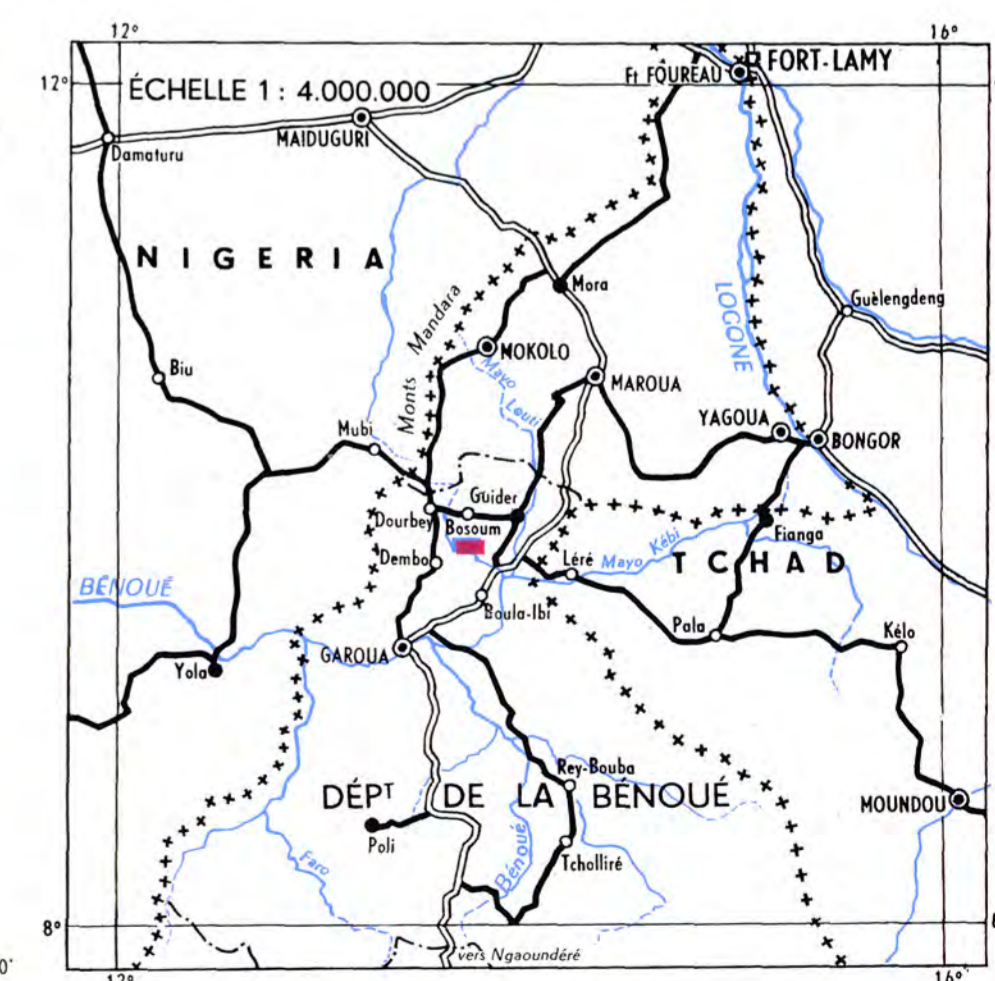 12°
16°
12°
ÉCHELLE 1 : 4.000.000
Ft FOUREAU
FORT-LAMY
MAIDUGURI
Damaturu
NIGERIA
Mora
LOGONE
Guèlengdeng
Monts Mandara
MOKOLO
Mayo Louti
MAROUA
Biu
YAGOUA
BONGOR
Mubi
Guider
Dourbey
Bosoum
Fianga
Dembo
Léré
Mayo Kébi
TCHAD
BÉNOUÉ
Boula-Ibi
Pala
Kélo
GAROUA
Yola
Rey-Bouba
DÉPT DE LA BÉNOUÉ
MOUNDOU
Poli
Tcholliré
Faro
Bénoué
8°
vers Ngaoundéré
16°